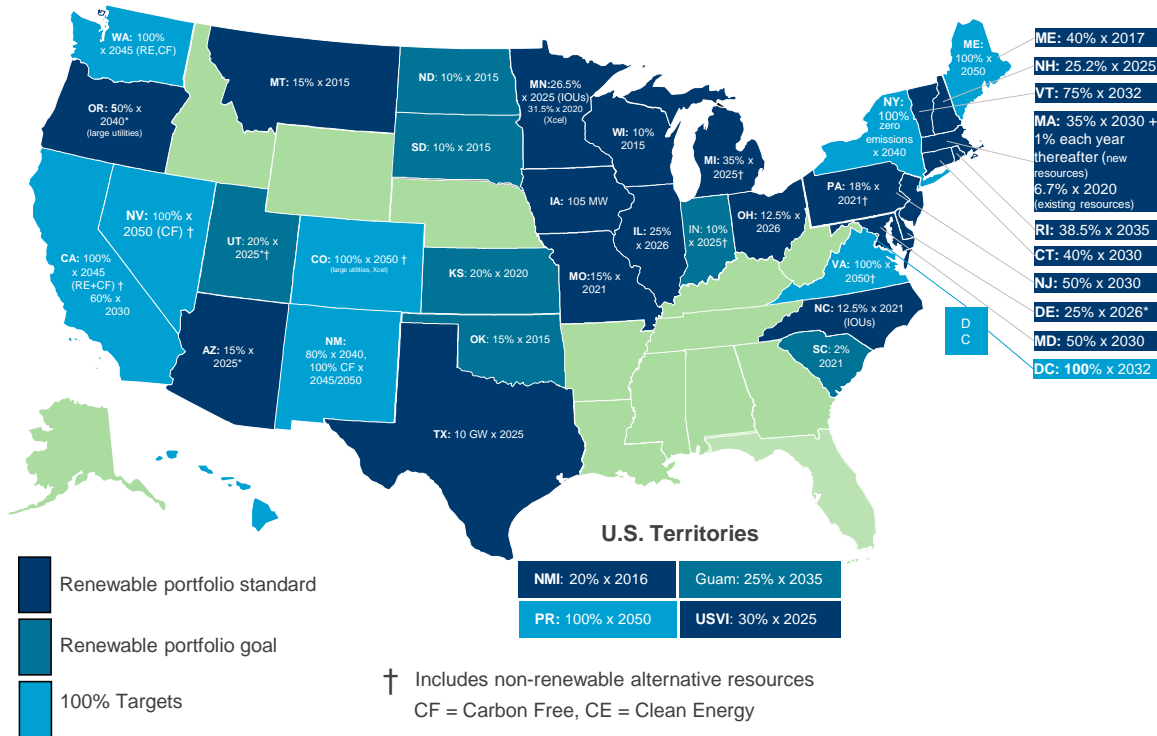 WA: 100%
x 2045 (RE,CF)
OR: 50% x
2040*
(large utilities)
CA: 100%
x 2045
(RE+CF) †
60% x
2030
NV: 100% x
2050 (CF) †
UT: 20% x
2025*†
AZ: 15% x
2025*
MT: 15% x 2015
CO: 100% x 2050 †
(large utilities, Xcel)
NM:
80% x 2040,
100% CF x
2045/2050
ND: 10% x 2015
SD: 10% x 2015
KS: 20% x 2020
OK: 15% x 2015
TX: 10 GW x 2025
MN:26.5%
x 2025 (IOUs)
31.5% x 2020
(Xcel)
IA: 105 MW
MO:15% x
2021
WI: 10%
2015
IL: 25%
x 2026
MI: 35% x
2025†
IN: 10%
x 2025†
OH: 12.5% x
2026
PA: 18% x
2021†
NY:
100%
zero
emissions
x 2040
ME:
100% x
2050
VA: 100% x
2050†
NC: 12.5% x 2021
(IOUs)
SC: 2%
2021
D
C
ME: 40% x 2017
NH: 25.2% x 2025
VT: 75% x 2032
MA: 35% x 2030 +
1% each year
thereafter (new
resources)
6.7% x 2020
(existing resources)
RI: 38.5% x 2035
CT: 40% x 2030
NJ: 50% x 2030
DE: 25% x 2026*
MD: 50% x 2030
DC: 100% x 2032
U.S. Territories
NMI: 20% x 2016
Guam: 25% x 2035
PR: 100% x 2050
USVI: 30% x 2025
Renewable portfolio standard
Renewable portfolio goal
100% Targets
† Includes non-renewable alternative resources
CF = Carbon Free, CE = Clean Energy